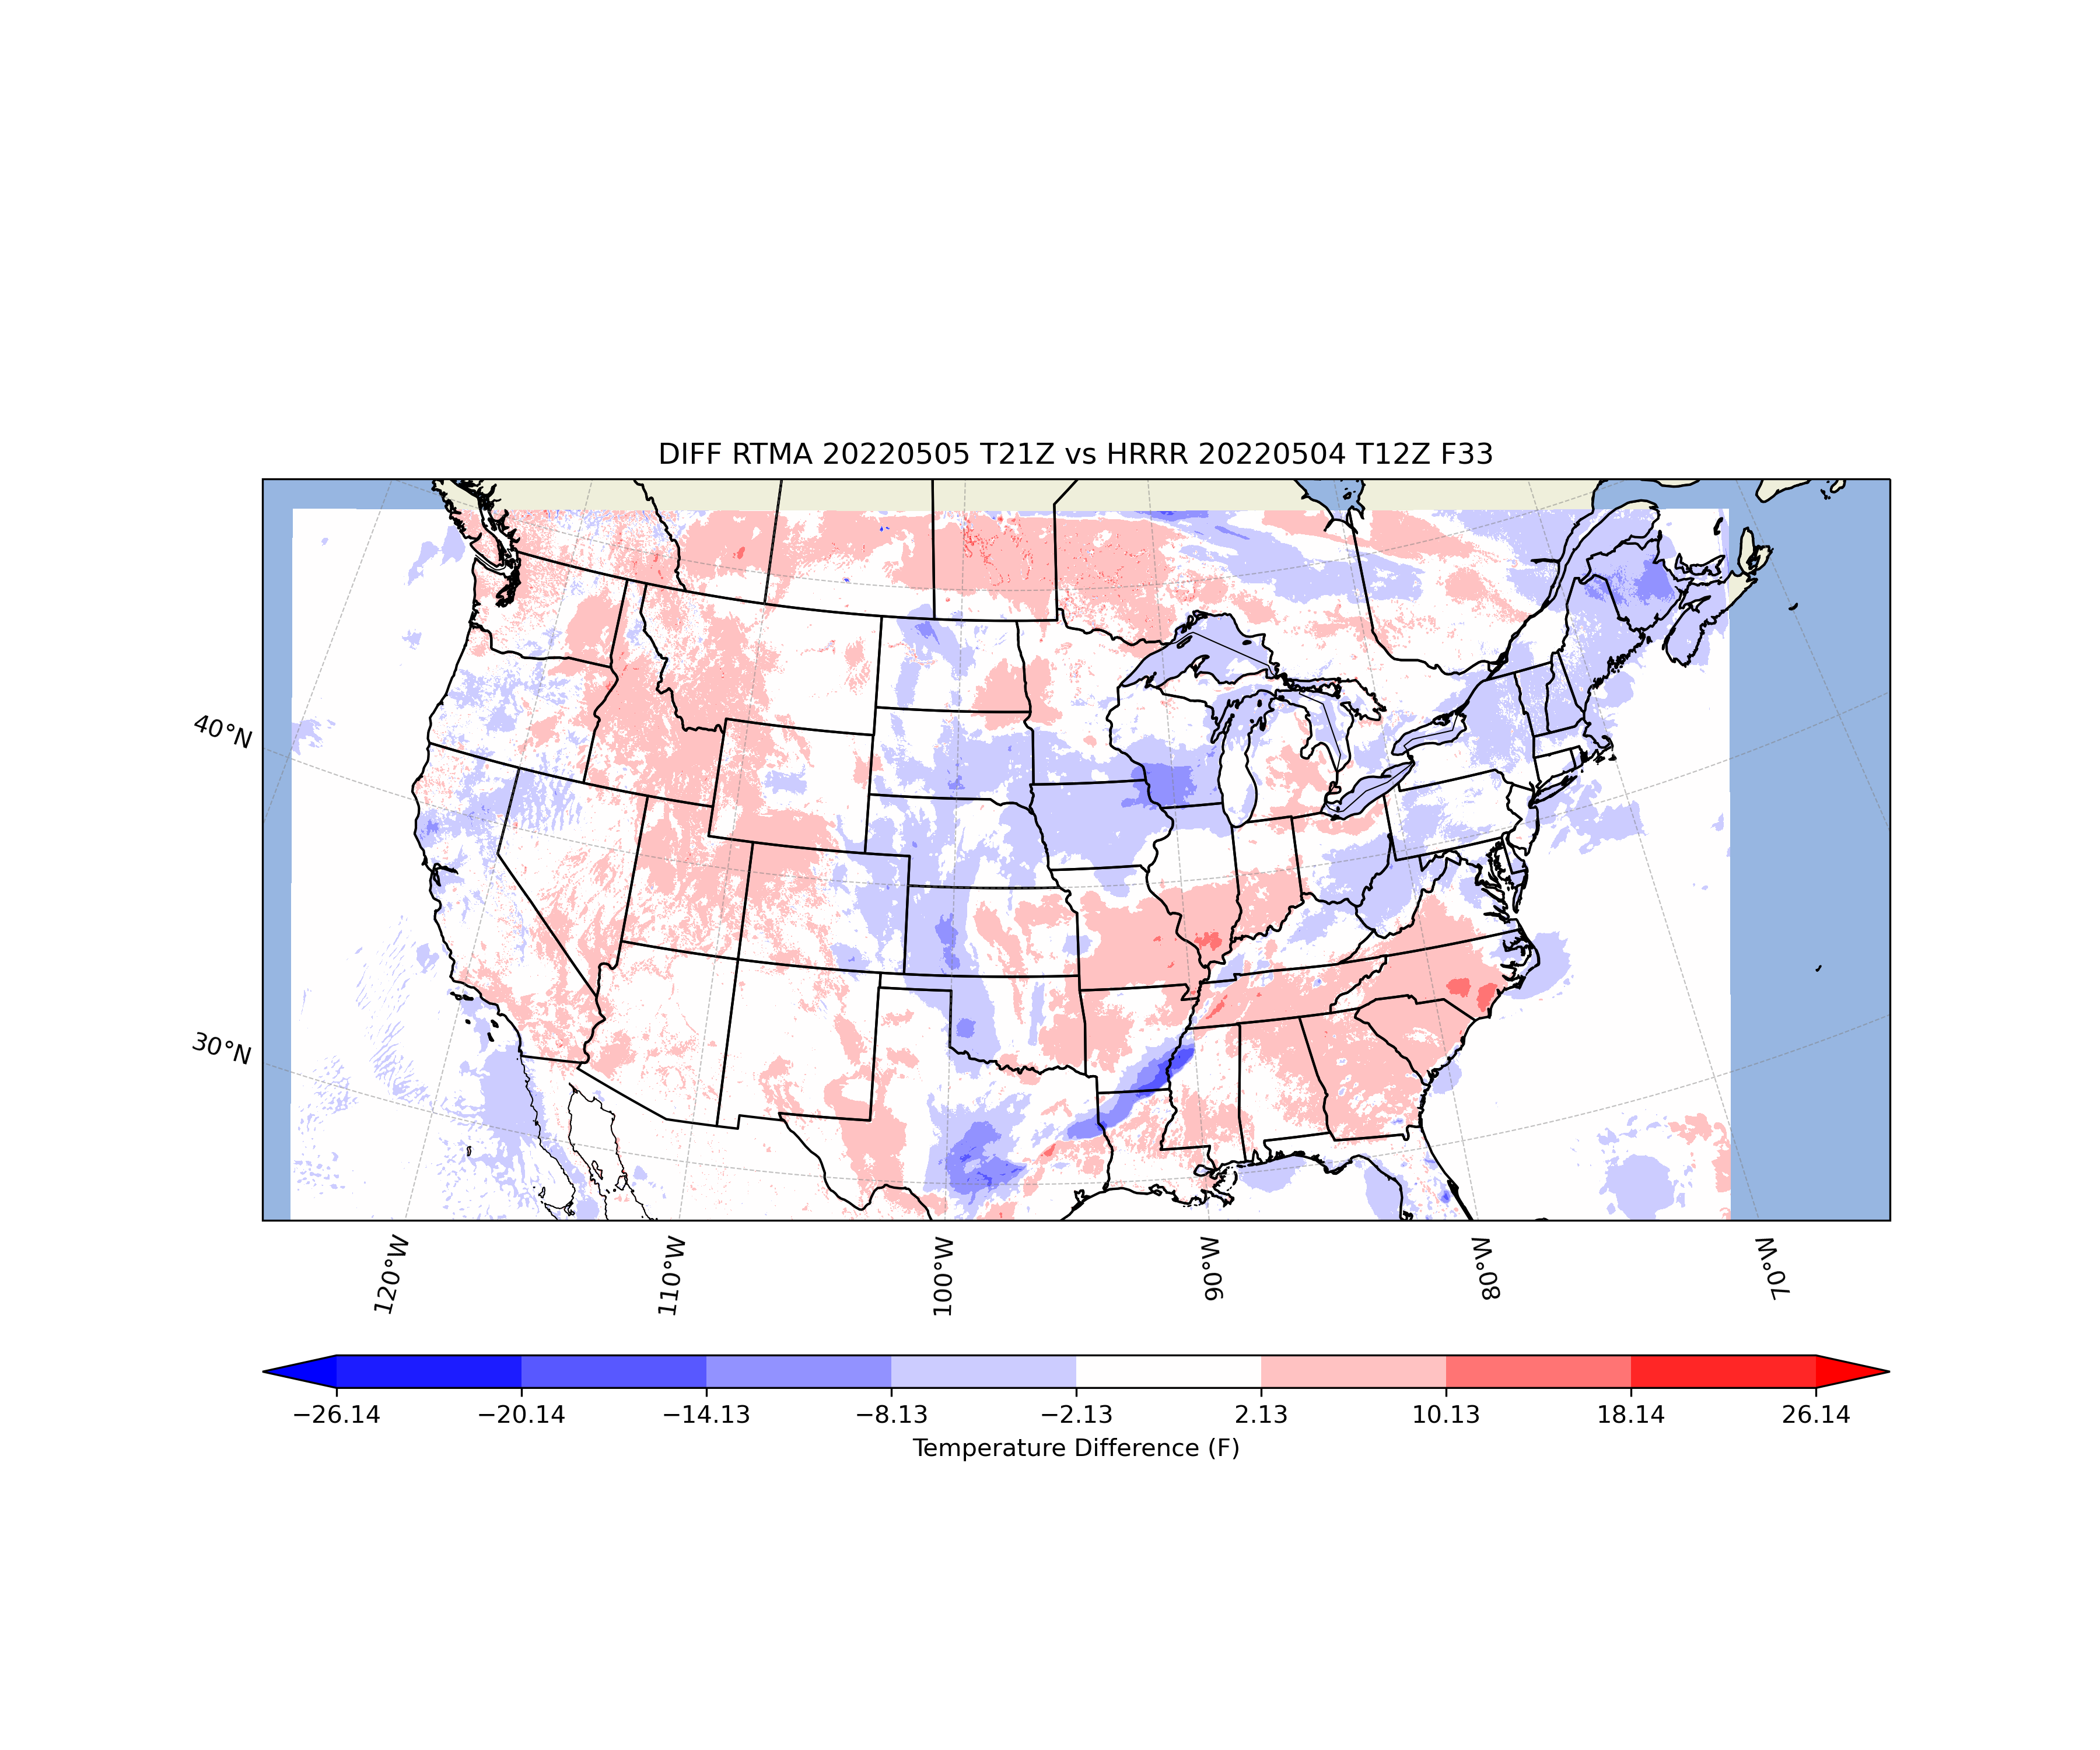 DIFF RTMA 20220505 T21Z vs HRRR 20220504 T12Z F33
40°N
30°N
120°W
110°W
100°W
90°W
80°W
70°W
−26.14
−20.14
−14.13
−8.13
−2.13
2.13
10.13
18.14
26.14
Temperature Difference (F)